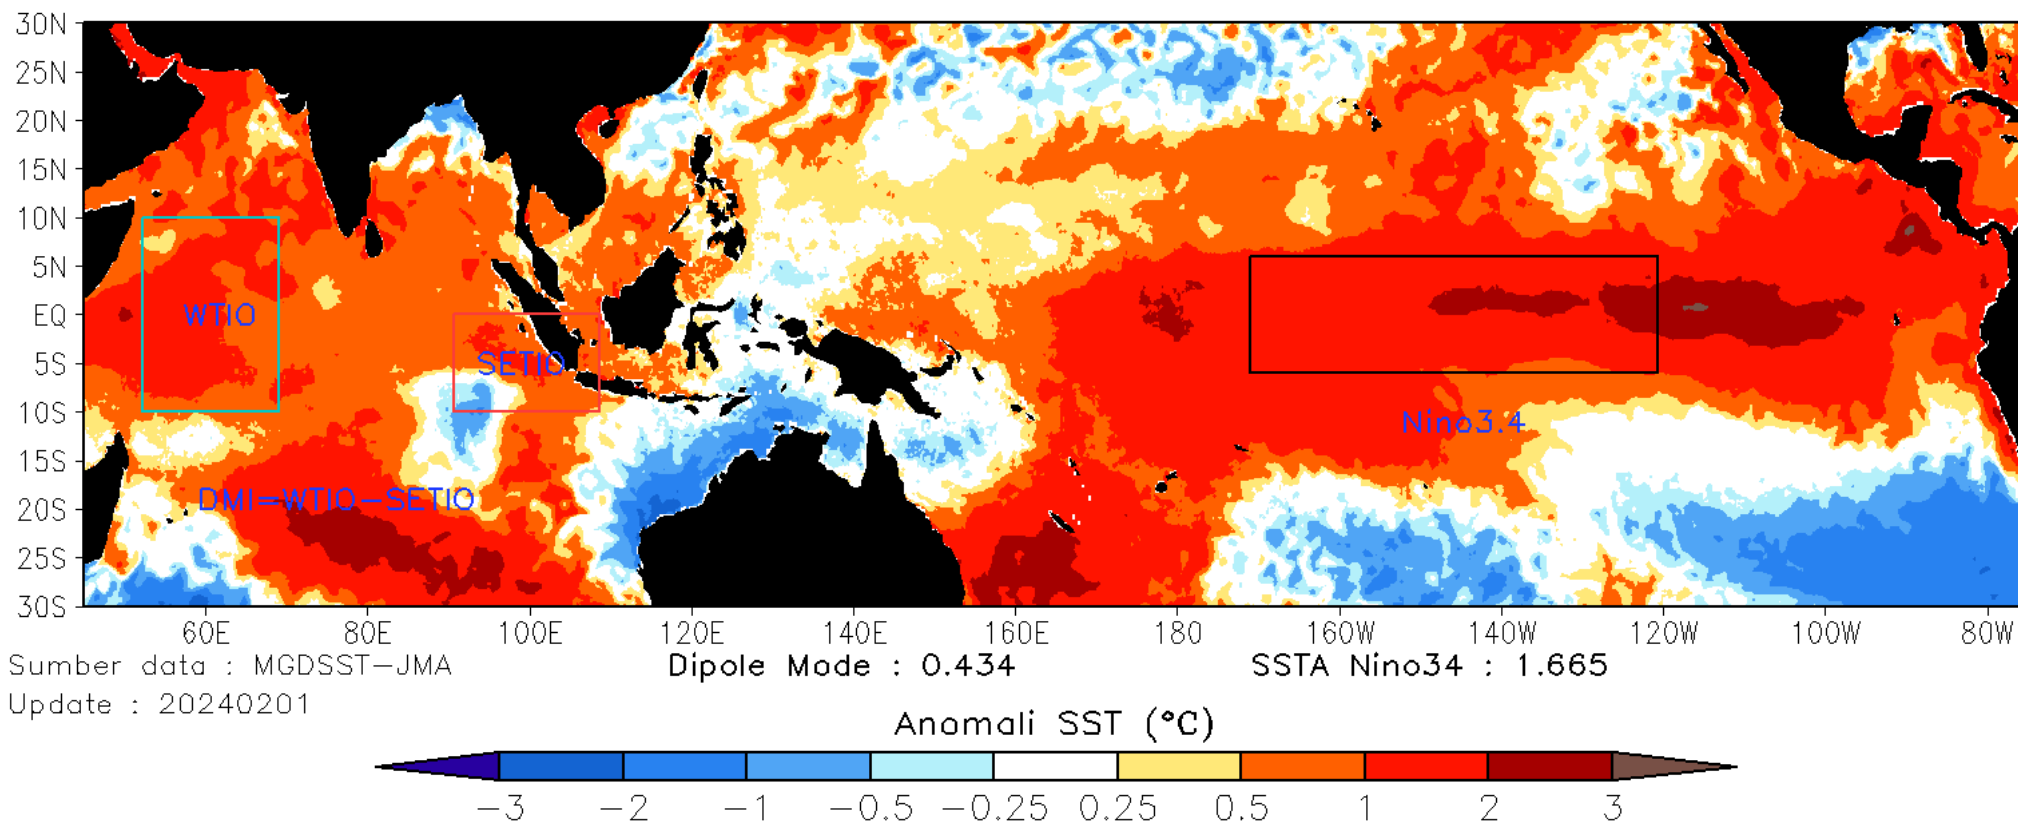 30N
25N
20N
15N
10N
5N
EQ
5S
10S
15S
20S
25S
30S
WTIO
SETIO
Nino3.4
DMI=WTIO-SETIO
60E 80E 100E 120E 140E 160E 180 160W 140W 120W 100W 80W
Sumber data : MGDSST-JMA
Dipole Mode : 0.434
SSTA Nino34 : 1.665
Update : 20240201
Anomali SST (°C)
-3 -2 -1 -0.5 -0.25 0.25 0.5 1 2 3